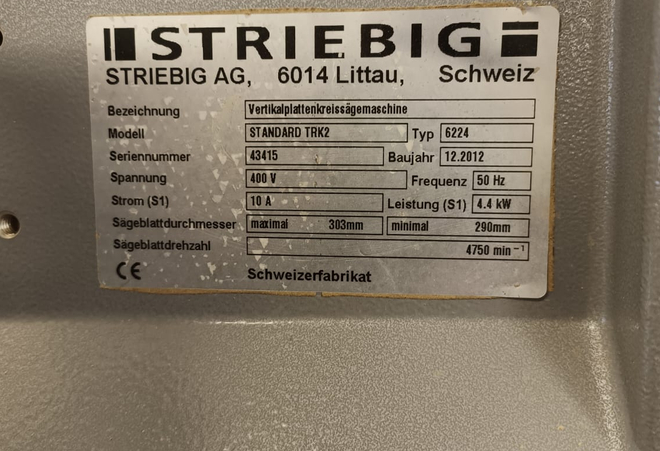 STRIEBIG
STRIEBIG AG, 6014 Littau, Schweiz
Bezeichnung Vertikalplattenkreissägemaschine
Modell STANDARD TRK2 Typ 6224
Seriennummer 43415 Baujahr 12.2012
Spannung 400 V Frequenz 50 Hz
Strom (S1) 10 A Leistung (S1) 4.4 kW
Sägeblattdurchmesser maximal 303mm minimal 290mm
Sägeblattdrehzahl 4750 min⁻¹
CE Schweizerfabrikat